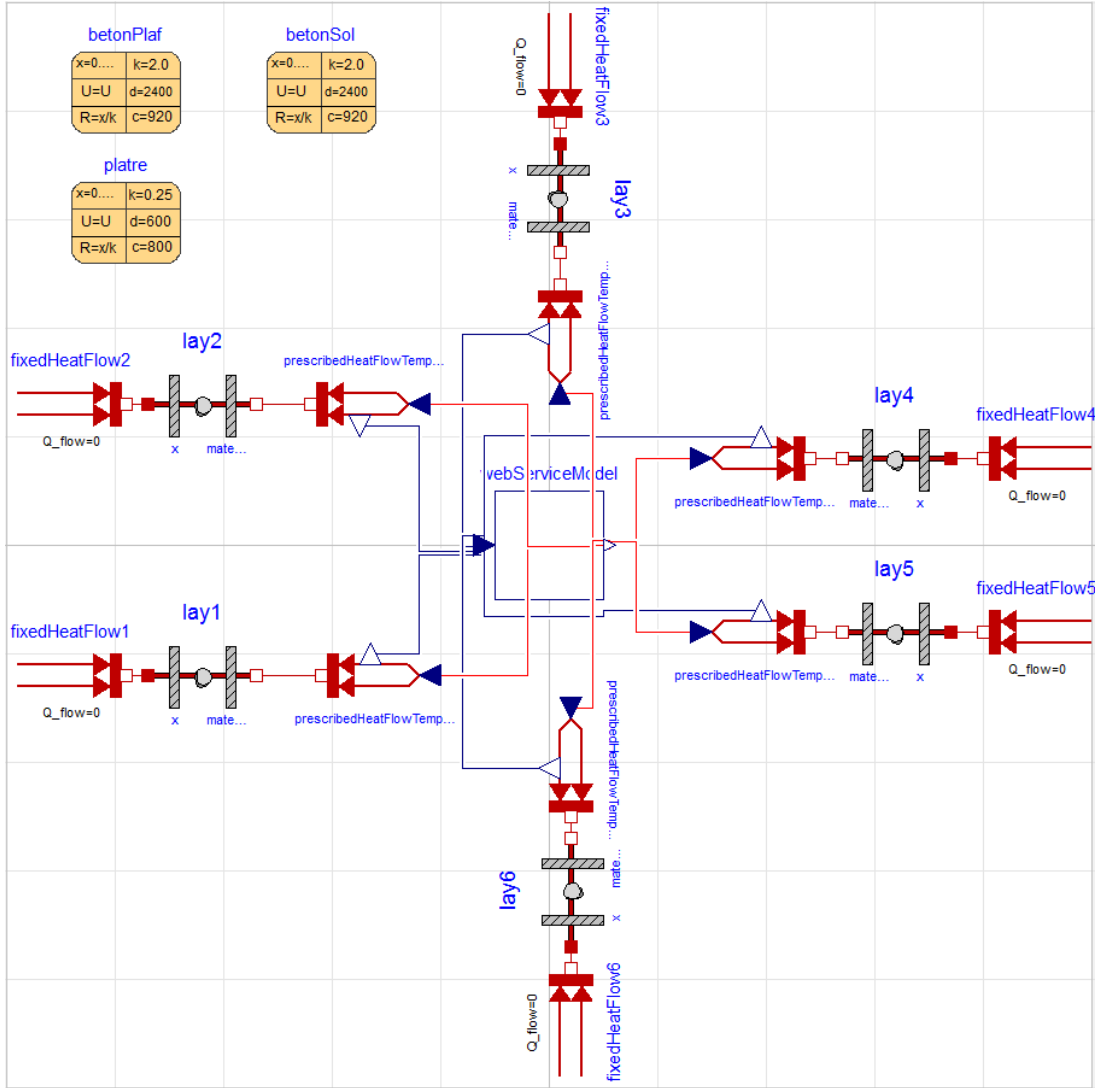 betonPlaf
x=0.... k=2.0
U=U d=2400
R=x/k c=920
betonSol
x=0.... k=2.0
U=U d=2400
R=x/k c=920
platre
x=0.... k=0.25
U=U d=600
R=x/k c=800
Q_flow=0
fixedHeatFlow3
x
mate...
lay3
prescribedHeatFlowTemp...
fixedHeatFlow2
lay2
prescribedHeatFlowTemp...
Q_flow=0
x
mate...
lay4
fixedHeatFlow4
prescribedHeatFlowTemp...
mate...
x
Q_flow=0
webServiceModel
fixedHeatFlow1
lay1
Q_flow=0
x
mate...
prescribedHeatFlowTemp...
lay5
fixedHeatFlow5
prescribedHeatFlowTemp...
mate...
x
Q_flow=0
prescribedHeatFlowTemp...
lay6
mate...
x
Q_flow=0
fixedHeatFlow6